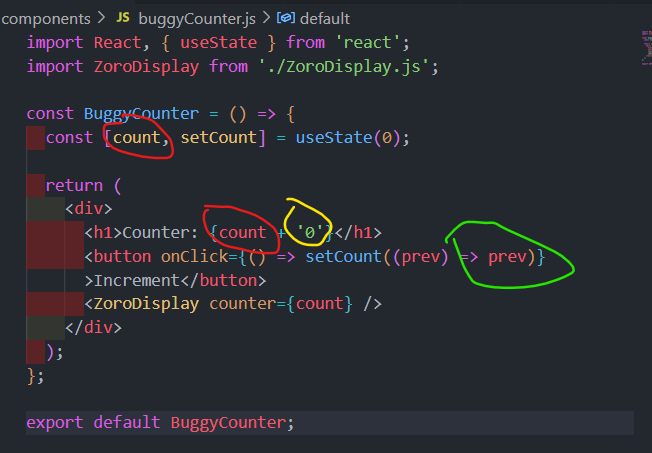 components > JS buggyCounter.js > default
import React, { useState } from 'react';
import ZoroDisplay from './ZoroDisplay.js';
const BuggyCounter = () => {
const [count, setCount] = useState(0);
return (
<div>
<h1>Counter: {count + '0'}</h1>
<button onClick={() => setCount((prev) => prev)}
>Increment</button>
<ZoroDisplay counter={count} />
</div>
);
};
export default BuggyCounter;